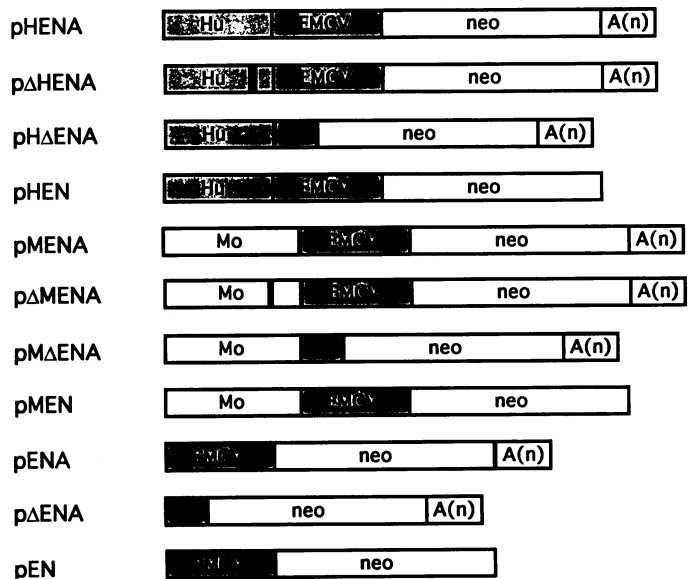 pHENA Hu EMCV neo A(n)
pΔHENA Hu EMCV neo A(n)
pHΔENA Hu neo A(n)
pHEN Hu EMCV neo
pMENA Mo EMCV neo A(n)
pΔMENA Mo EMCV neo A(n)
pMΔENA Mo neo A(n)
pMEN Mo EMCV neo
pENA EMCV neo A(n)
pΔENA neo A(n)
pEN EMCV neo